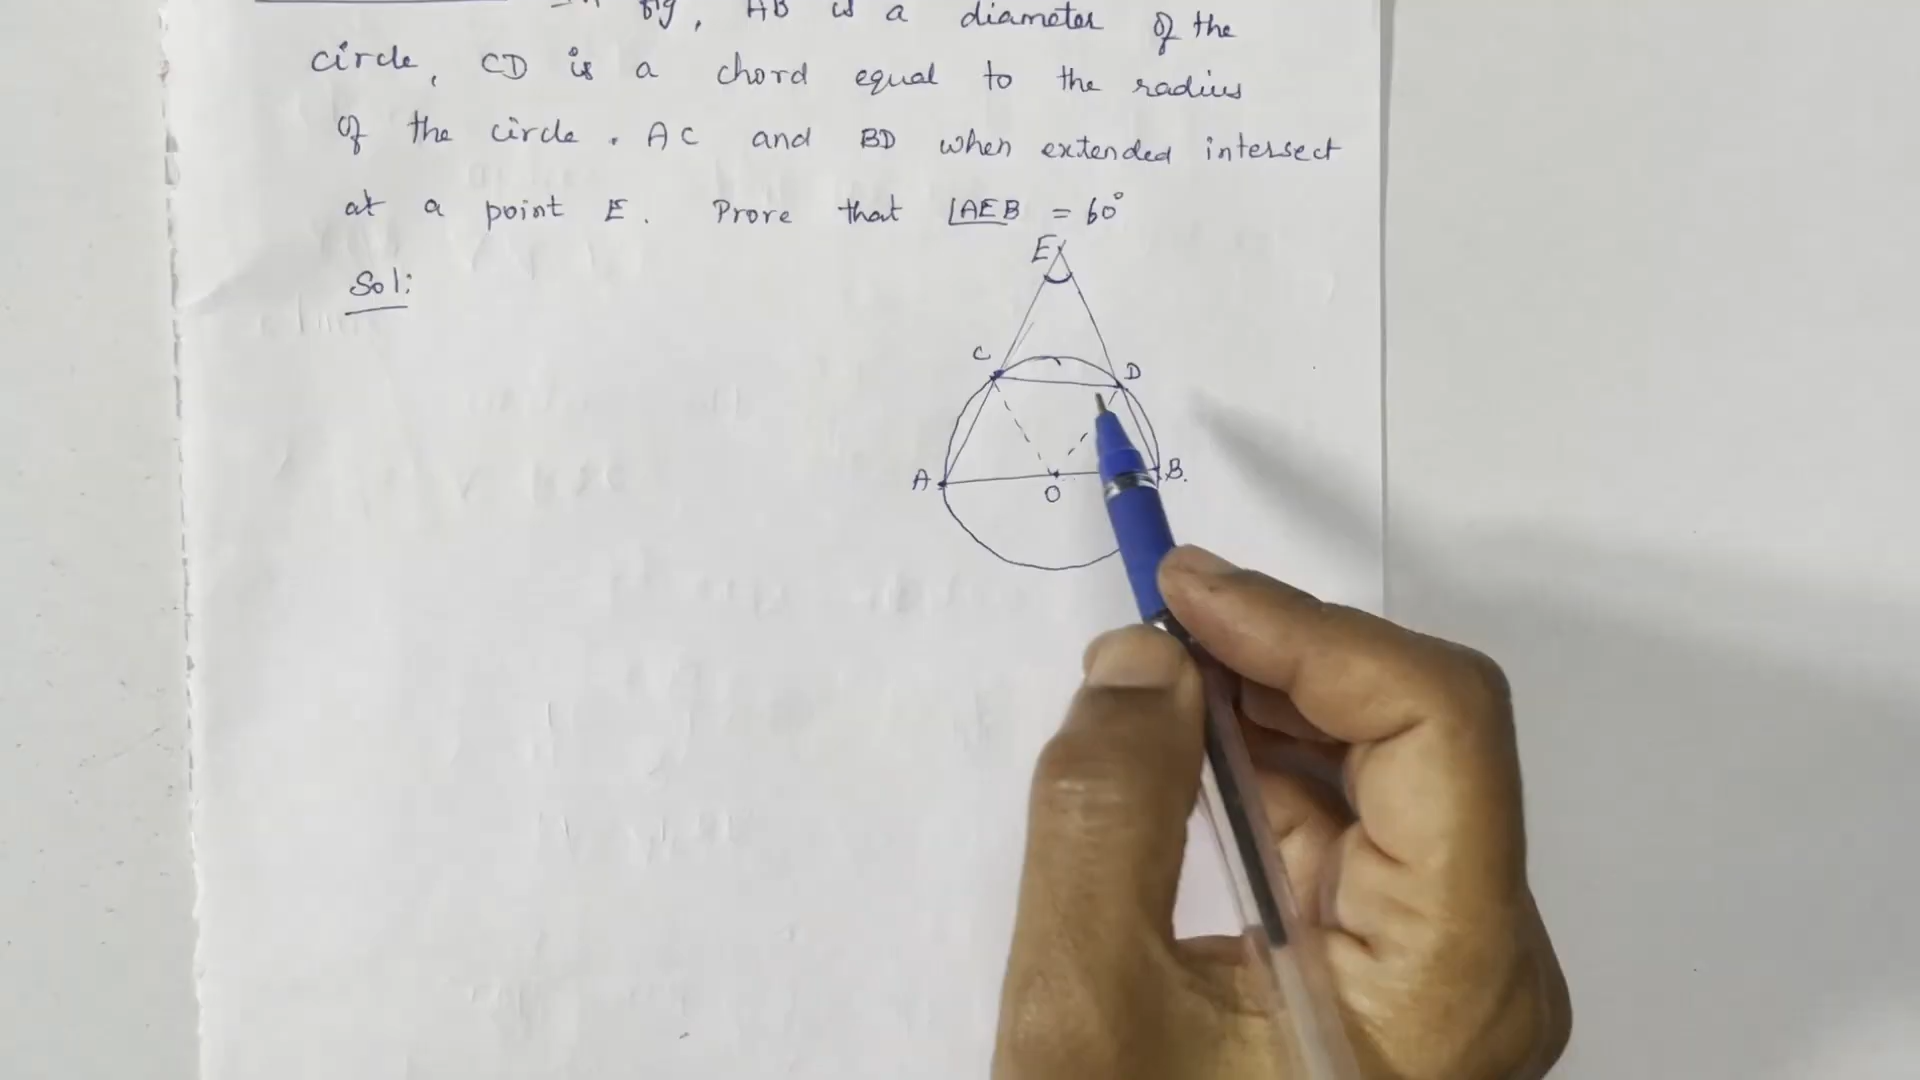 In fig, AB is a diameter of the
circle, CD is a chord equal to the radius
of the circle. AC and BD when extended intersect
at a point E. Prove that ∠AEB = 60°
Sol:
E
C
D
A
O
B.